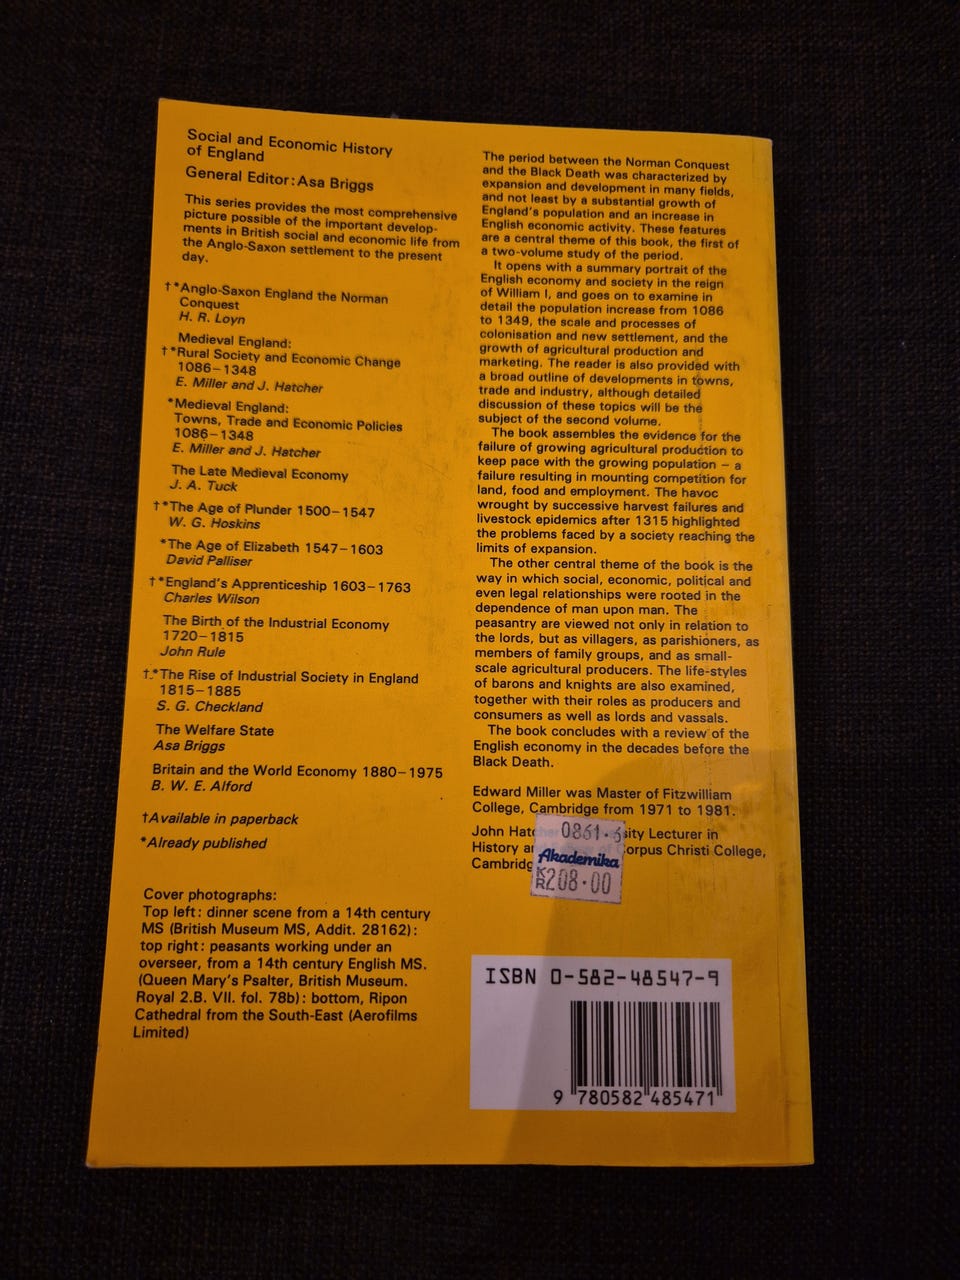 Social and Economic History
of England
General Editor: Asa Briggs
This series provides the most comprehensive
picture possible of the important develop-
ments in British social and economic life from
the Anglo-Saxon settlement to the present
day.
†*Anglo-Saxon England the Norman
Conquest
H. R. Loyn
Medieval England:
†*Rural Society and Economic Change
1086–1348
E. Miller and J. Hatcher
*Medieval England:
Towns, Trade and Economic Policies
1086–1348
E. Miller and J. Hatcher
The Late Medieval Economy
J. A. Tuck
†*The Age of Plunder 1500–1547
W. G. Hoskins
*The Age of Elizabeth 1547–1603
David Palliser
†*England's Apprenticeship 1603–1763
Charles Wilson
The Birth of the Industrial Economy
1720–1815
John Rule
†*The Rise of Industrial Society in England
1815–1885
S. G. Checkland
The Welfare State
Asa Briggs
Britain and the World Economy 1880–1975
B. W. E. Alford
†Available in paperback
*Already published
Cover photographs:
Top left: dinner scene from a 14th century
MS (British Museum MS, Addit. 28162):
top right: peasants working under an
overseer, from a 14th century English MS.
(Queen Mary's Psalter, British Museum.
Royal 2.B. VII. fol. 78b): bottom, Ripon
Cathedral from the South-East (Aerofilms
Limited)
The period between the Norman Conquest
and the Black Death was characterized by
expansion and development in many fields,
and not least by a substantial growth of
England's population and an increase in
English economic activity. These features
are a central theme of this book, the first of
a two-volume study of the period.
It opens with a summary portrait of the
English economy and society in the reign
of William I, and goes on to examine in
detail the population increase from 1086
to 1349, the scale and processes of
colonisation and new settlement, and the
growth of agricultural production and
marketing. The reader is also provided with
a broad outline of developments in towns,
trade and industry, although detailed
discussion of these topics will be the
subject of the second volume.
The book assembles the evidence for the
failure of growing agricultural production to
keep pace with the growing population – a
failure resulting in mounting competition for
land, food and employment. The havoc
wrought by successive harvest failures and
livestock epidemics after 1315 highlighted
the problems faced by a society reaching the
limits of expansion.
The other central theme of the book is the
way in which social, economic, political and
even legal relationships were rooted in the
dependence of man upon man. The
peasantry are viewed not only in relation to
the lords, but as villagers, as parishioners, as
members of family groups, and as small-
scale agricultural producers. The life-styles
of barons and knights are also examined,
together with their roles as producers and
consumers as well as lords and vassals.
The book concludes with a review of the
English economy in the decades before the
Black Death.
Edward Miller was Master of Fitzwilliam
College, Cambridge from 1971 to 1981.
John Lecturer in
History Corpus Christi College,
0861·6
Akademika
KR208·00
ISBN 0-582-48547-9
9 780582 485471